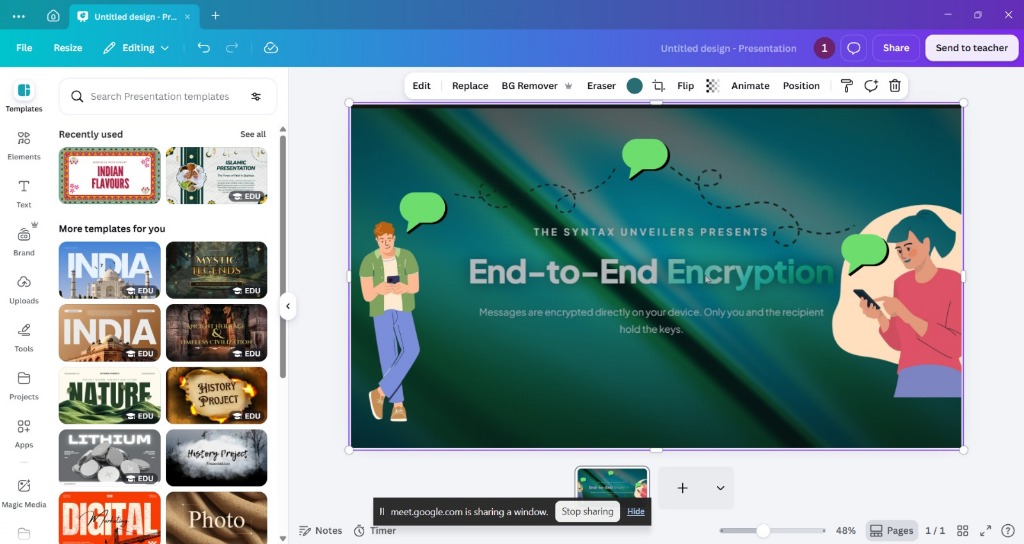 Untitled design - Pr...
File
Resize
Editing
Untitled design - Presentation
1
Share
Send to teacher
Templates
Elements
Text
Brand
Uploads
Tools
Projects
Apps
Magic Media
Search Presentation templates
Recently used
See all
INDIAN
FLAVOURS
ISLAMIC
PRESENTATION
EDU
More templates for you
INDIA
EDU
MYSTIC
LEGENDS
EDU
INDIA
EDU
ANCIENT HERITAGE
&
TIMELESS CIVILIZATION
EDU
NATURE
EDU
HISTORY
PROJECT
EDU
LITHIUM
EDU
History Project
DIGITAL
Marketing
Photo
Edit
Replace
BG Remover
Eraser
Flip
Animate
Position
THE SYNTAX UNVEILERS PRESENTS
End-to-End Encryption
Messages are encrypted directly on your device. Only you and the recipient
hold the keys.
meet.google.com is sharing a window.
Stop sharing
Hide
Notes
Timer
48%
Pages
1 / 1